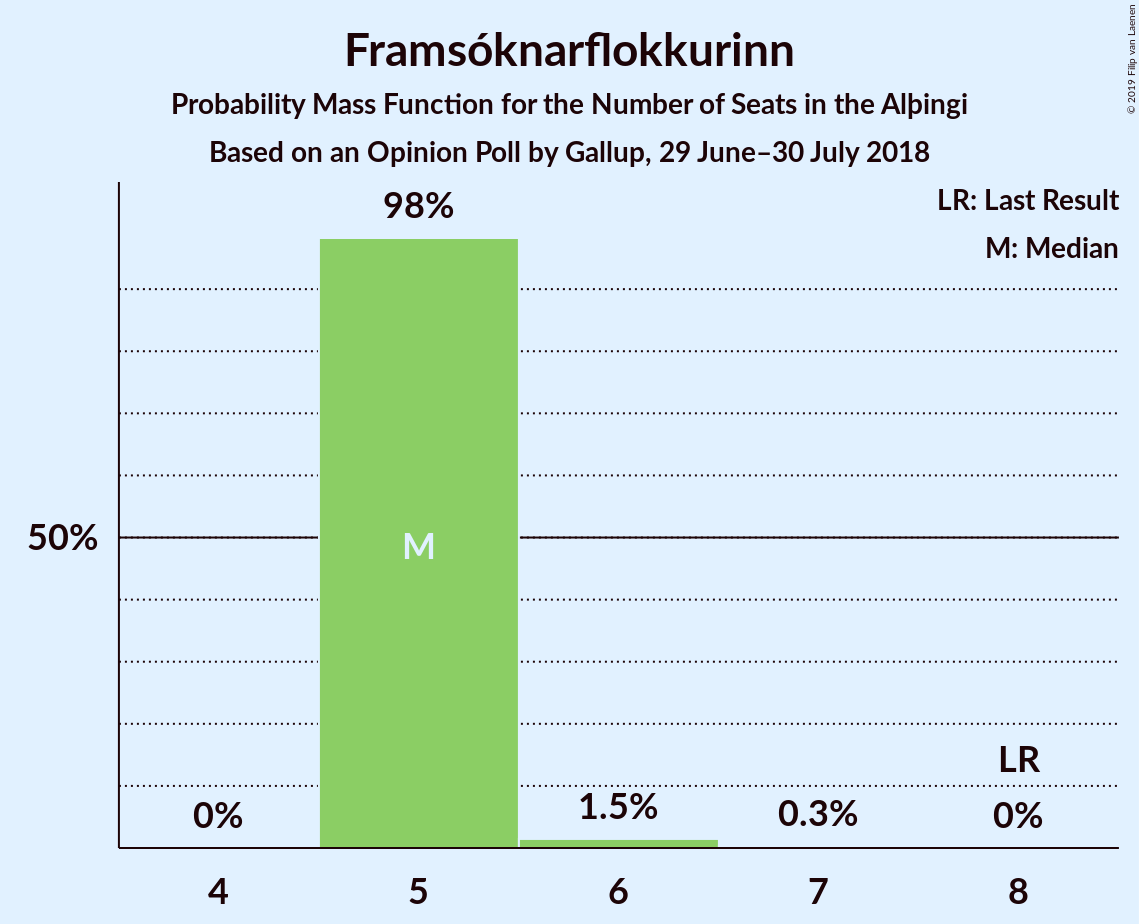 Framsóknarflokkurinn
Probability Mass Function for the Number of Seats in the Alþingi
Based on an Opinion Poll by Gallup, 29 June–30 July 2018
© 2019 Filip van Laenen
LR: Last Result
M: Median
98%
50%
M
LR
0%
1.5%
0.3%
0%
4
5
6
7
8